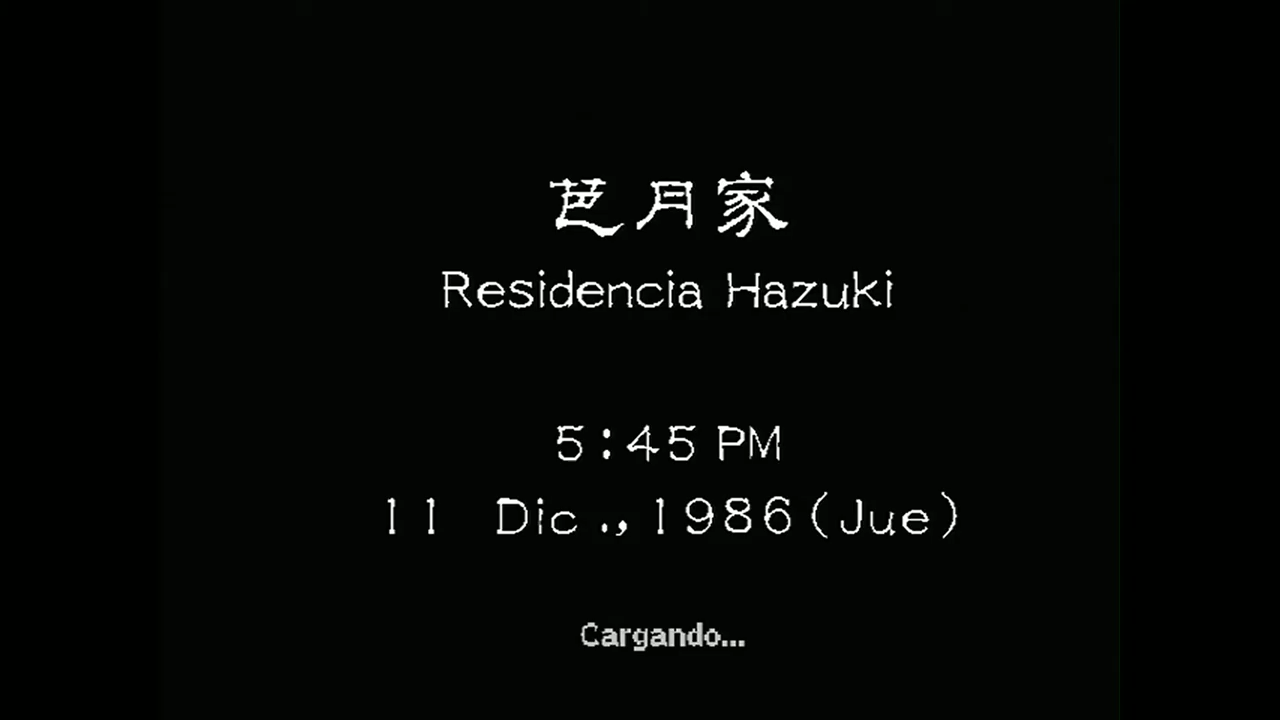 芭月家
Residencia Hazuki
5:45 PM
11 Dic., 1986(Jue)
Cargando...